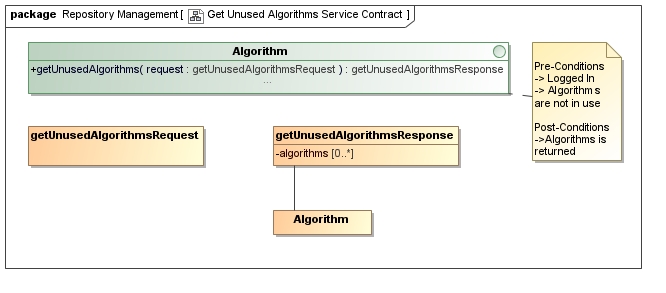 package Repository Management[ Get Unused Algorithms Service Contract ]
Algorithm
+getUnusedAlgorithms( request : getUnusedAlgorithmsRequest ) : getUnusedAlgorithmsResponse
...
Pre-Conditions
-> Logged In
-> Algorithms
are not in use
Post-Conditions
->Algorithms is
returned
getUnusedAlgorithmsRequest
getUnusedAlgorithmsResponse
-algorithms [0..*]
Algorithm